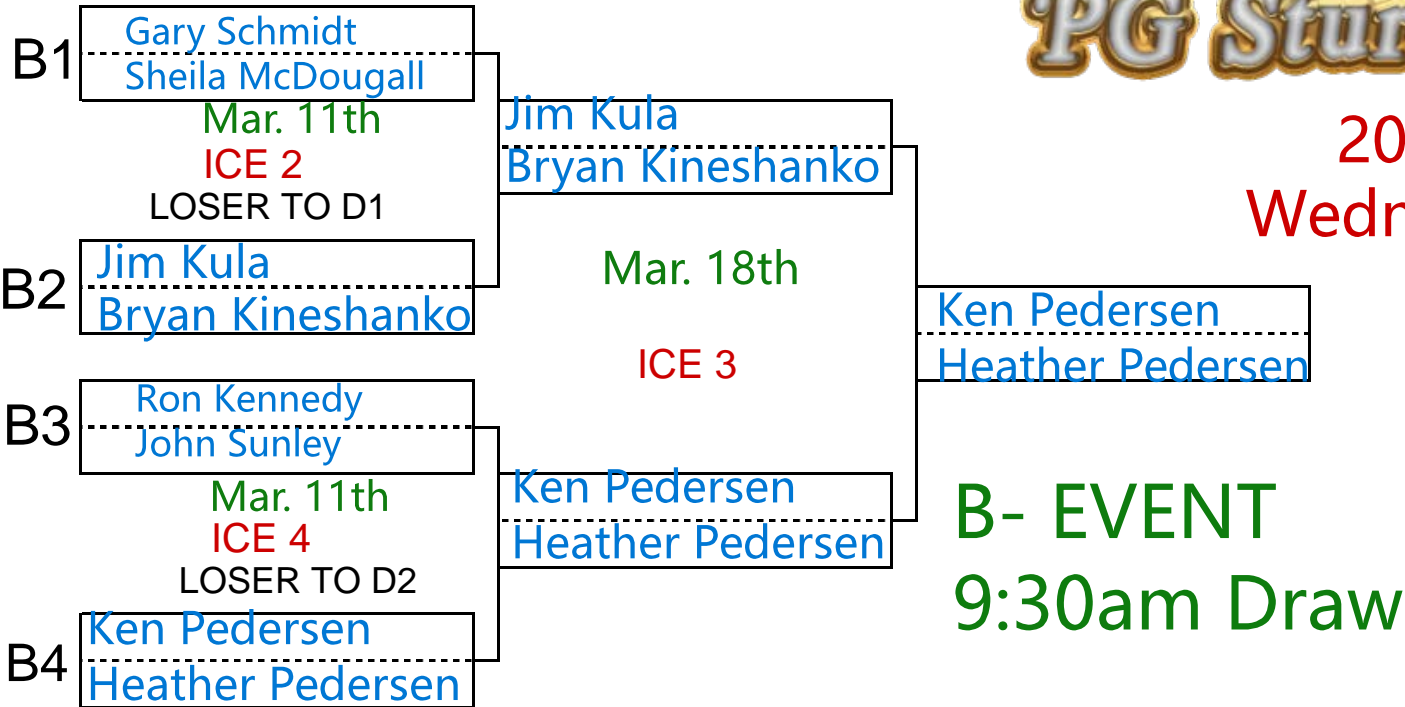 PG
B1
Gary Schmidt
Sheila McDougall
Mar. 11th
ICE 2
LOSER TO D1
B2
Jim Kula
Bryan Kineshanko
B3
Ron Kennedy
John Sunley
Mar. 11th
ICE 4
LOSER TO D2
B4
Ken Pedersen
Heather Pedersen
Jim Kula
Bryan Kineshanko
Mar. 18th
ICE 3
Ken Pedersen
Heather Pedersen
Ken Pedersen
Heather Pedersen
B- EVENT
9:30am Draw